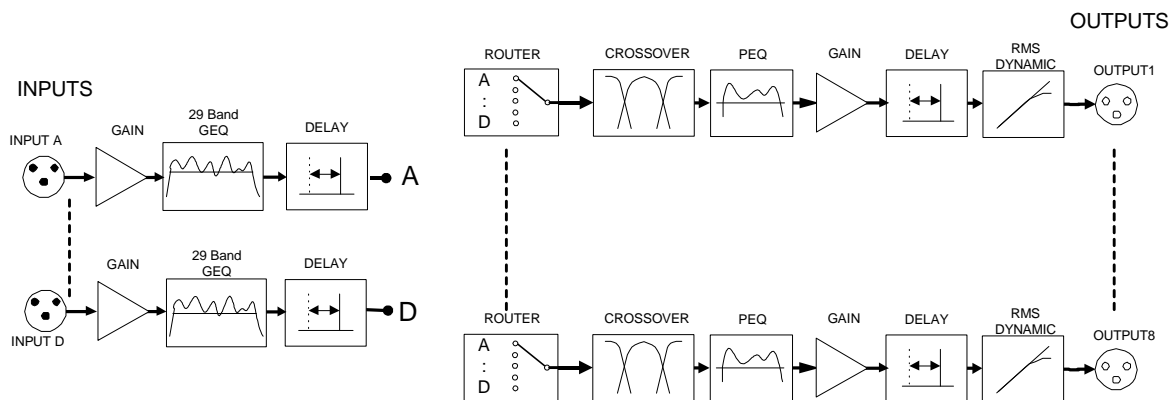 OUTPUTS
ROUTER CROSSOVER PEQ GAIN DELAY RMS
DYNAMIC
OUTPUT1
A
:
D
INPUTS
INPUT A
GAIN
29 Band
GEQ
DELAY
A
GAIN
29 Band
GEQ
DELAY
D
INPUT D
ROUTER CROSSOVER PEQ GAIN DELAY RMS
DYNAMIC
OUTPUT8
A
:
D